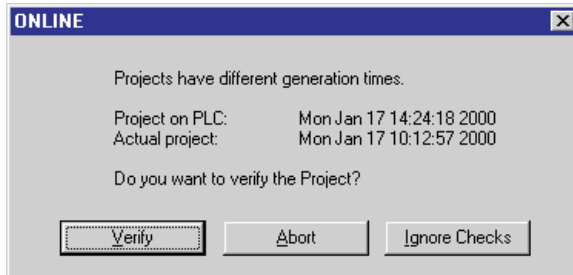 ONLINE
Projects have different generation times.
Project on PLC: Mon Jan 17 14:24:18 2000
Actual project: Mon Jan 17 10:12:57 2000
Do you want to verify the Project?
Verify Abort Ignore Checks